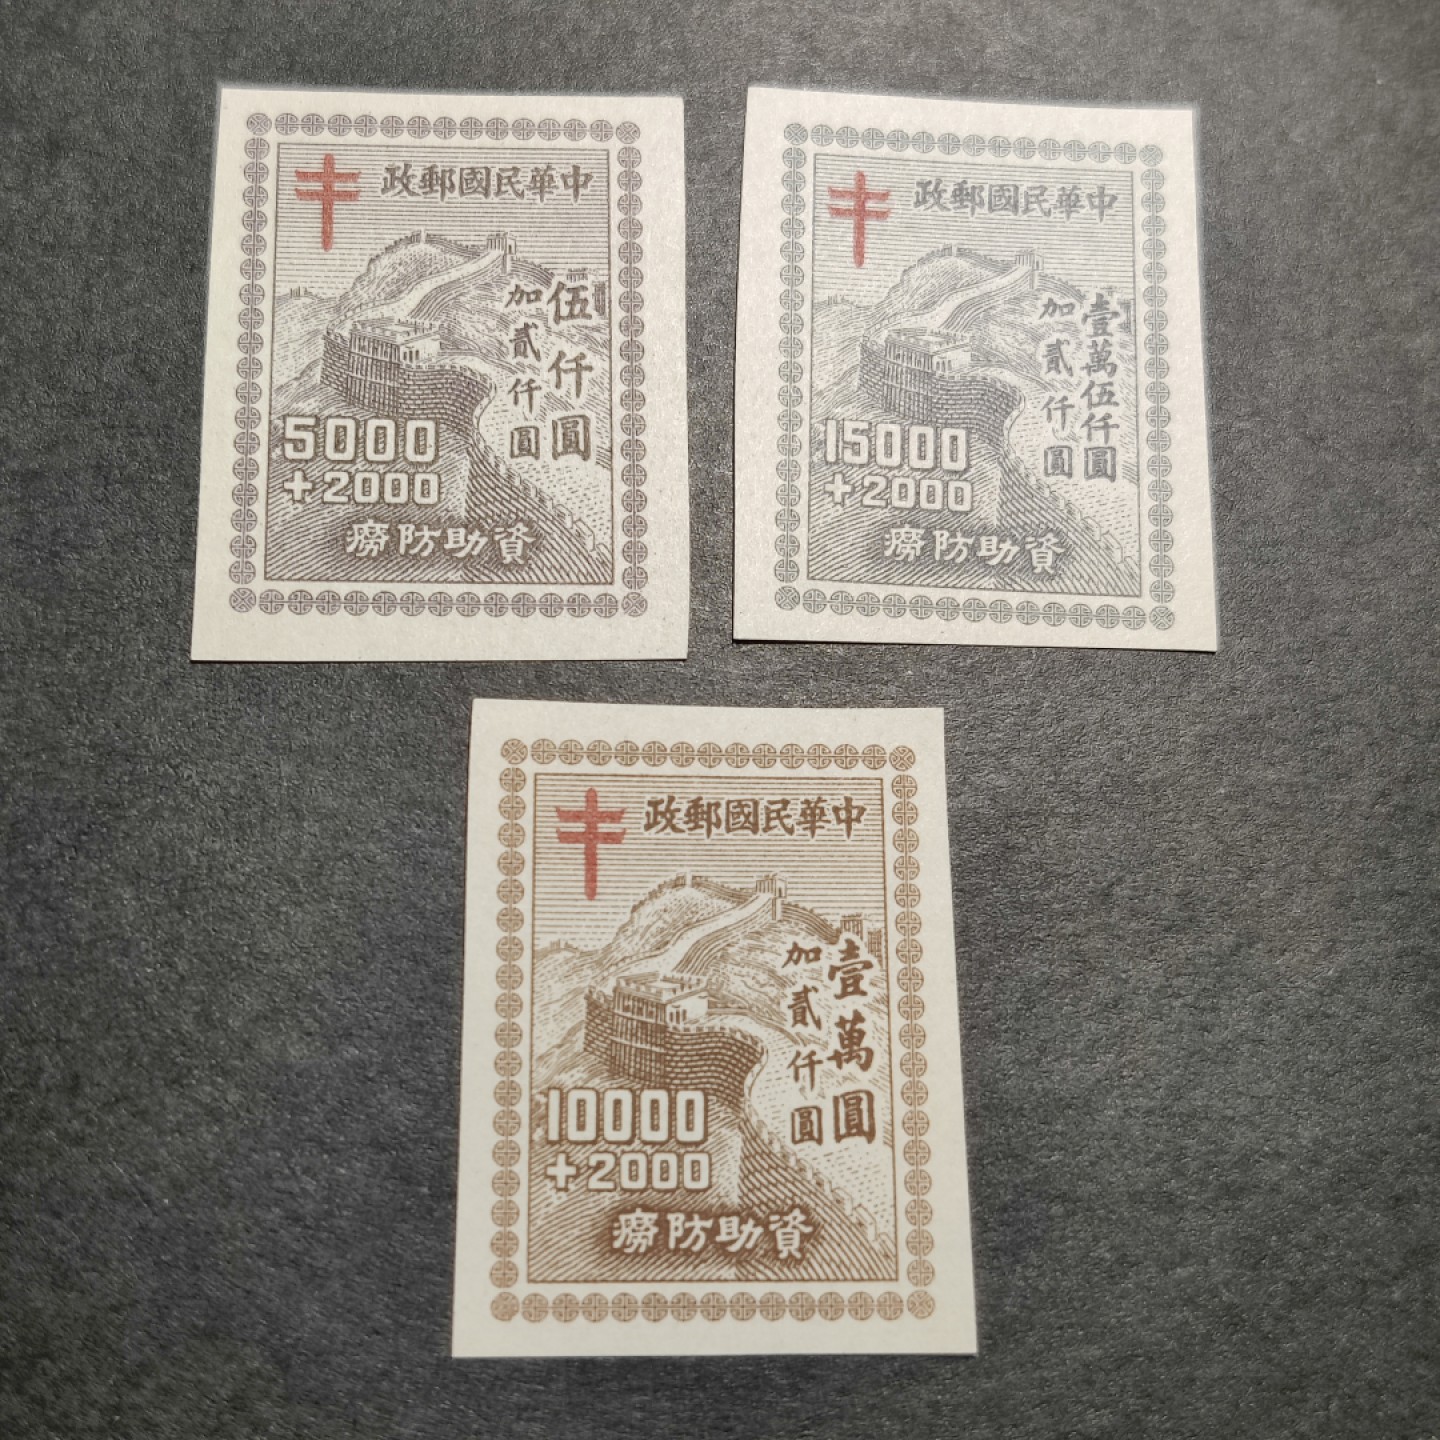 中華民國郵政
伍仟圓
加貳仟圓
5000
+2000
資助防癆
中華民國郵政
壹萬伍仟圓
加貳仟圓
15000
+2000
資助防癆
中華民國郵政
壹萬圓
加貳仟圓
10000
+2000
資助防癆